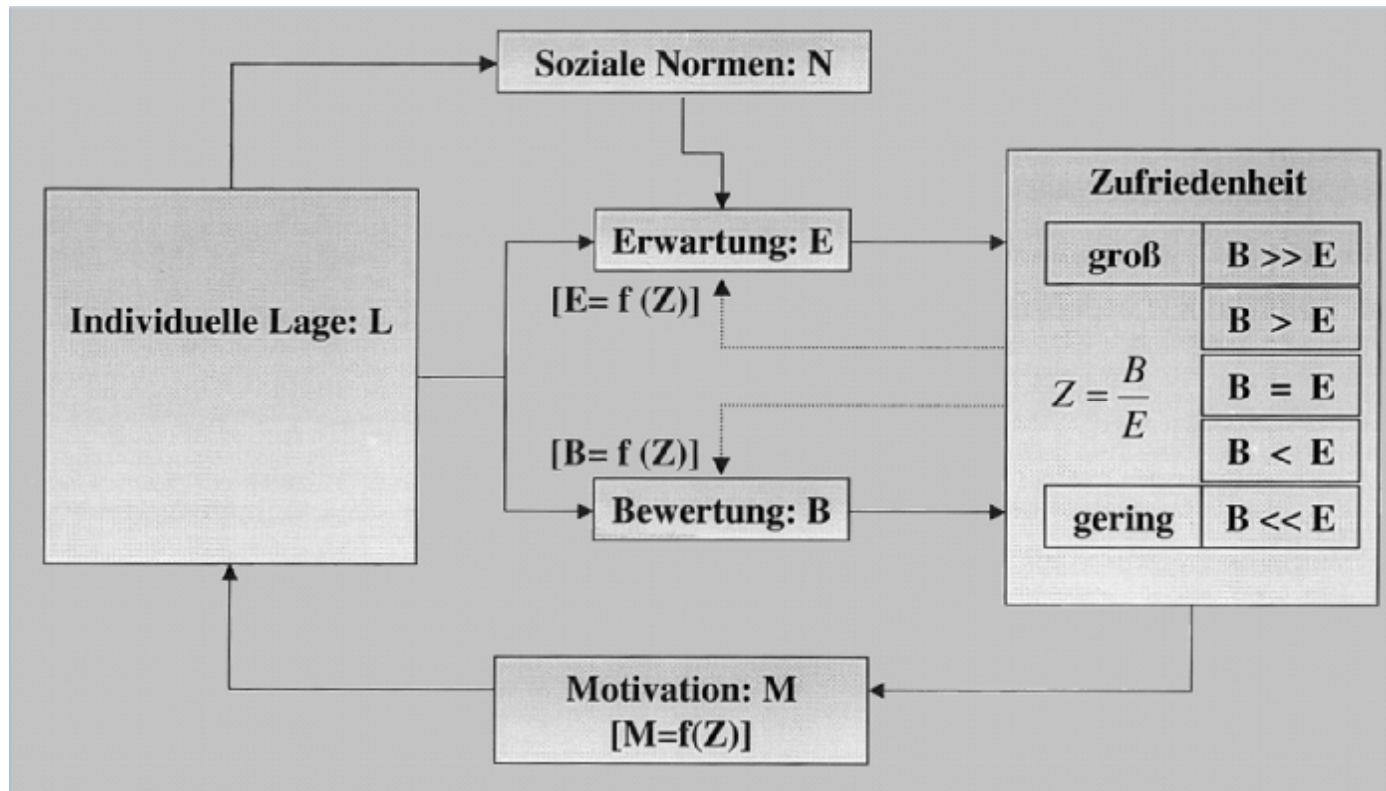 Soziale Normen: N
Individuelle Lage: L
Erwartung: E
[E= f (Z)]
[B= f (Z)]
Bewertung: B
Zufriedenheit
groß B >> E
B > E
Z = B/E
B = E
B < E
gering B << E
Motivation: M
[M=f(Z)]